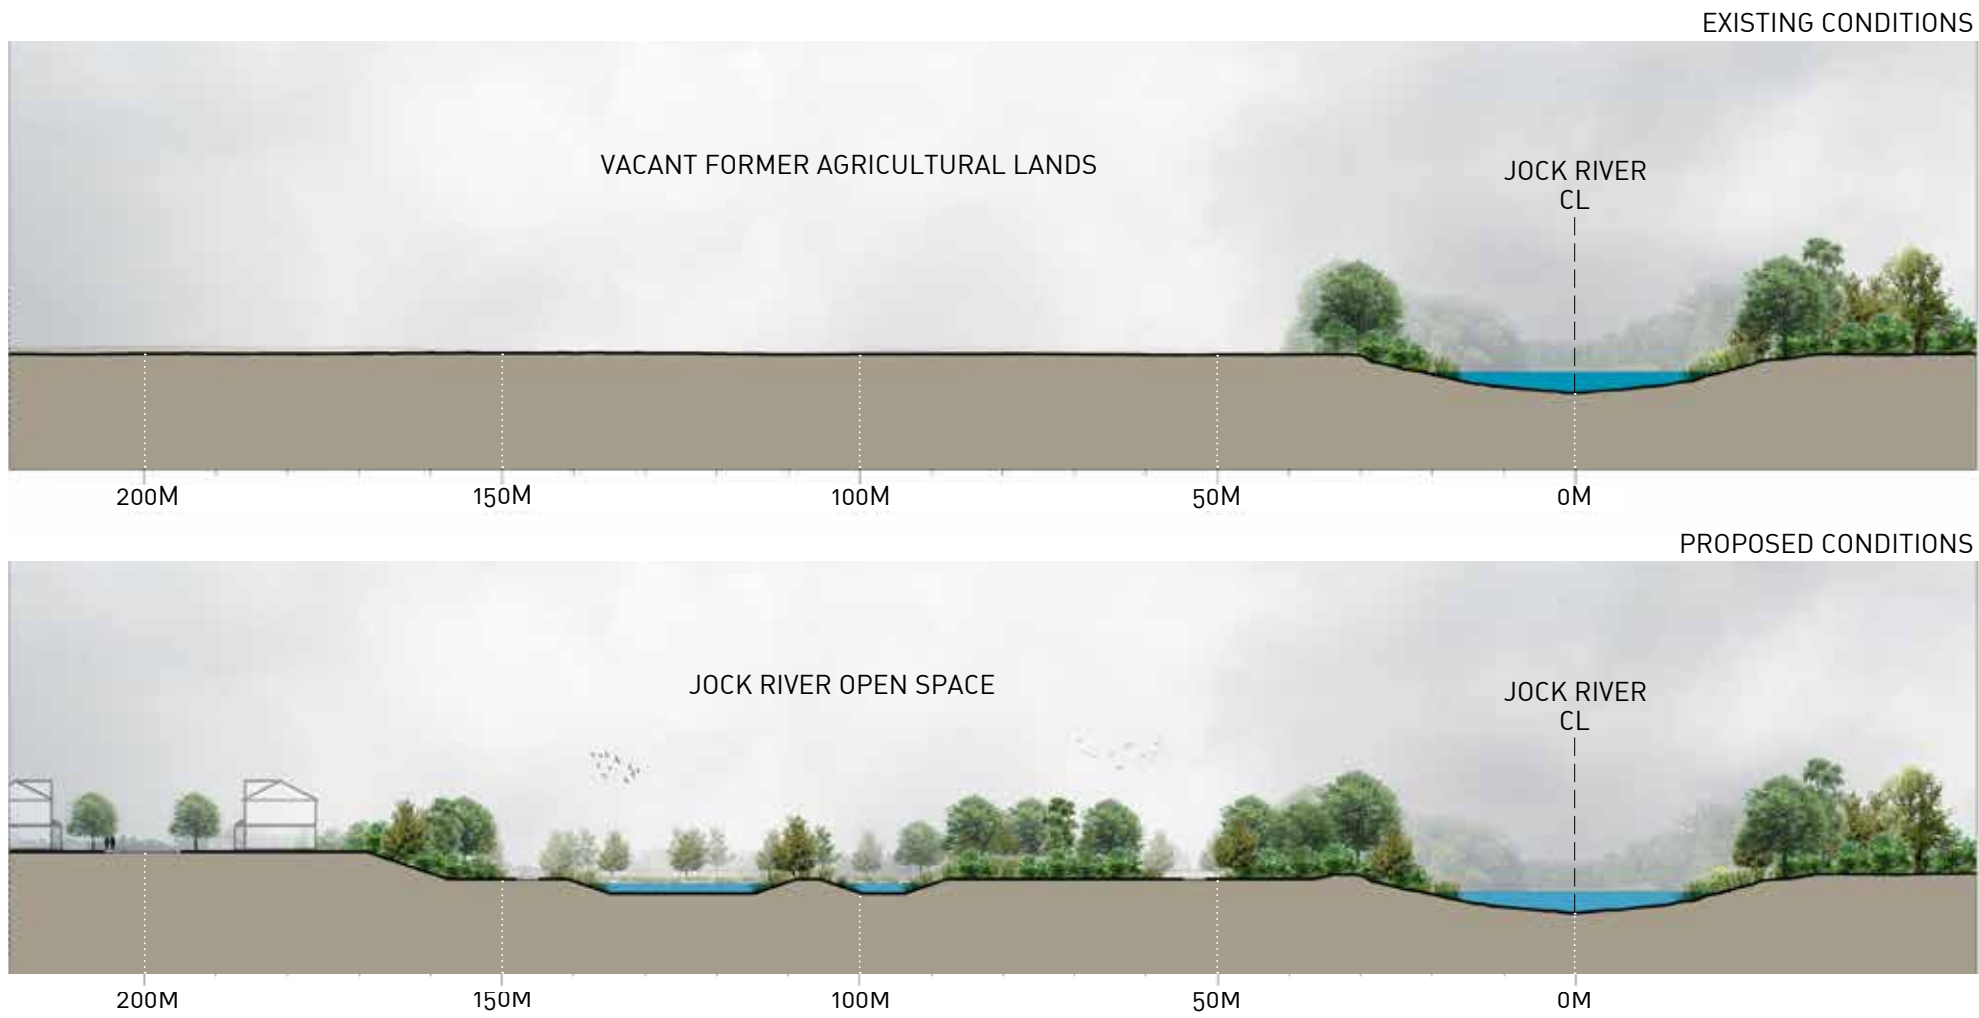 EXISTING CONDITIONS
VACANT FORMER AGRICULTURAL LANDS
JOCK RIVER
CL
200M 150M 100M 50M 0M
PROPOSED CONDITIONS
JOCK RIVER OPEN SPACE
JOCK RIVER
CL
200M 150M 100M 50M 0M